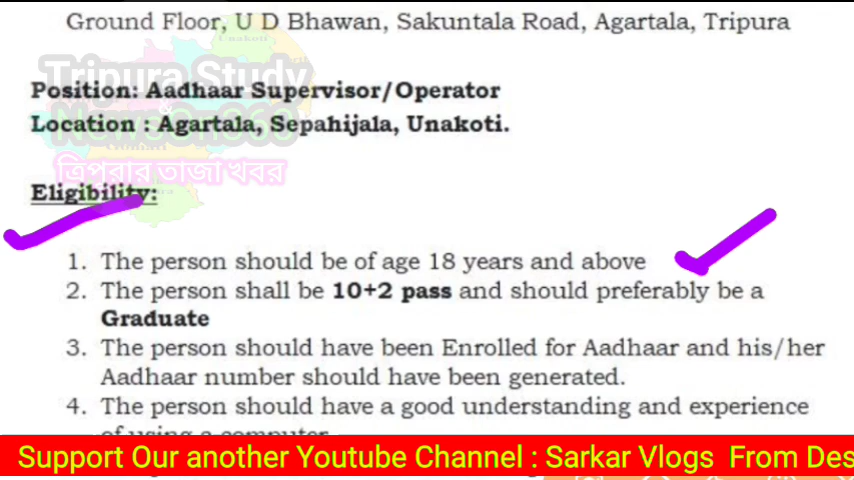 Ground Floor, U D Bhawan, Sakuntala Road, Agartala, Tripura
Tripura Study
Position: Aadhaar Supervisor/Operator
Location : Agartala, Sepahijala, Unakoti.
ত্রিপুরার তাজা খবর
Eligibility:
1. The person should be of age 18 years and above
2. The person shall be 10+2 pass and should preferably be a
Graduate
3. The person should have been Enrolled for Aadhaar and his/her
Aadhaar number should have been generated.
4. The person should have a good understanding and experience
of using a computer
Support Our another Youtube Channel : Sarkar Vlogs From Des